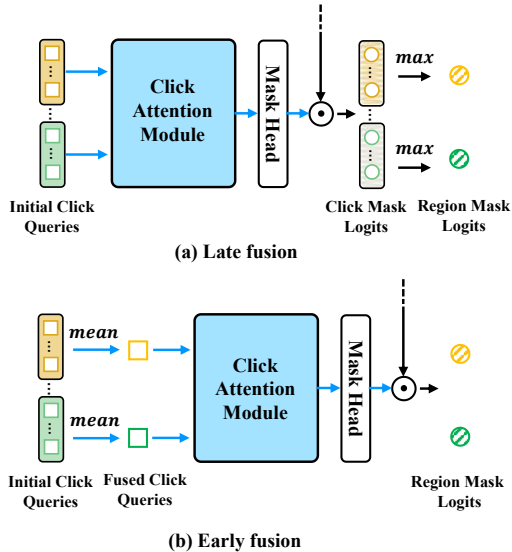 max
Click
Attention
Module
Mask Head
max
Initial Click
Queries
Click Mask
Logits
Region Mask
Logits
(a) Late fusion
mean
Click
Attention
Module
Mask Head
mean
Initial Click
Queries
Fused Click
Queries
Region Mask
Logits
(b) Early fusion